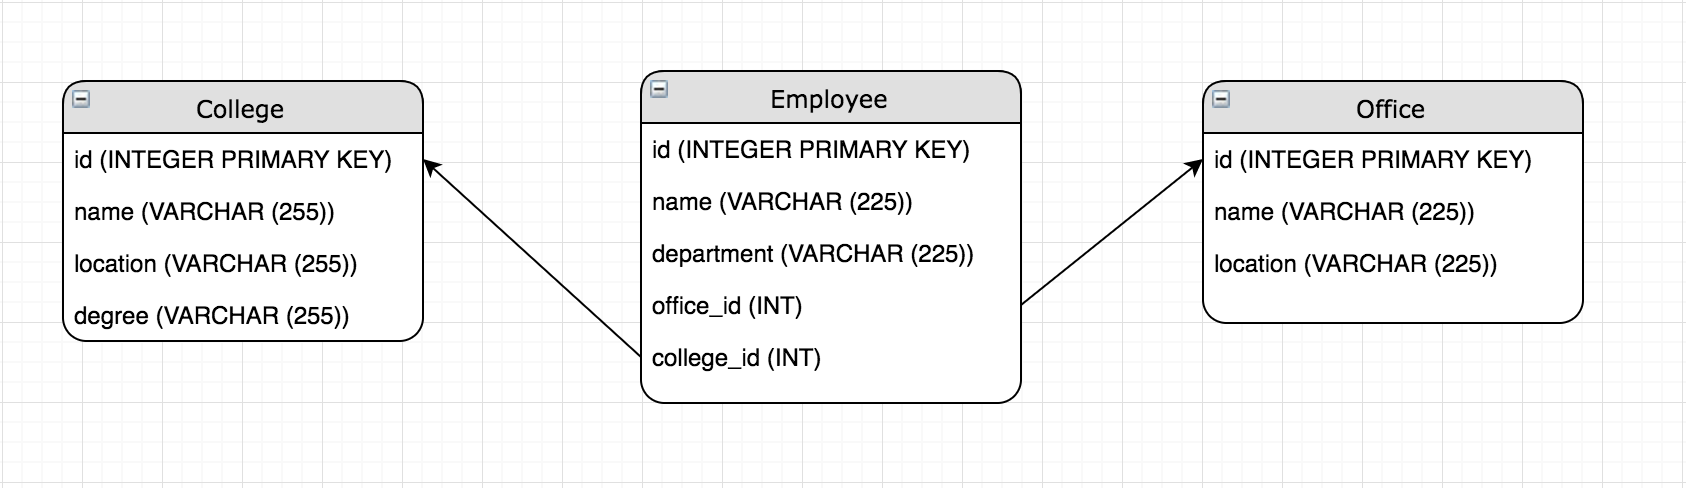 College
id (INTEGER PRIMARY KEY)
name (VARCHAR (255))
location (VARCHAR (255))
degree (VARCHAR (255))
Employee
id (INTEGER PRIMARY KEY)
name (VARCHAR (225))
department (VARCHAR (225))
office_id (INT)
college_id (INT)
Office
id (INTEGER PRIMARY KEY)
name (VARCHAR (225))
location (VARCHAR (225))